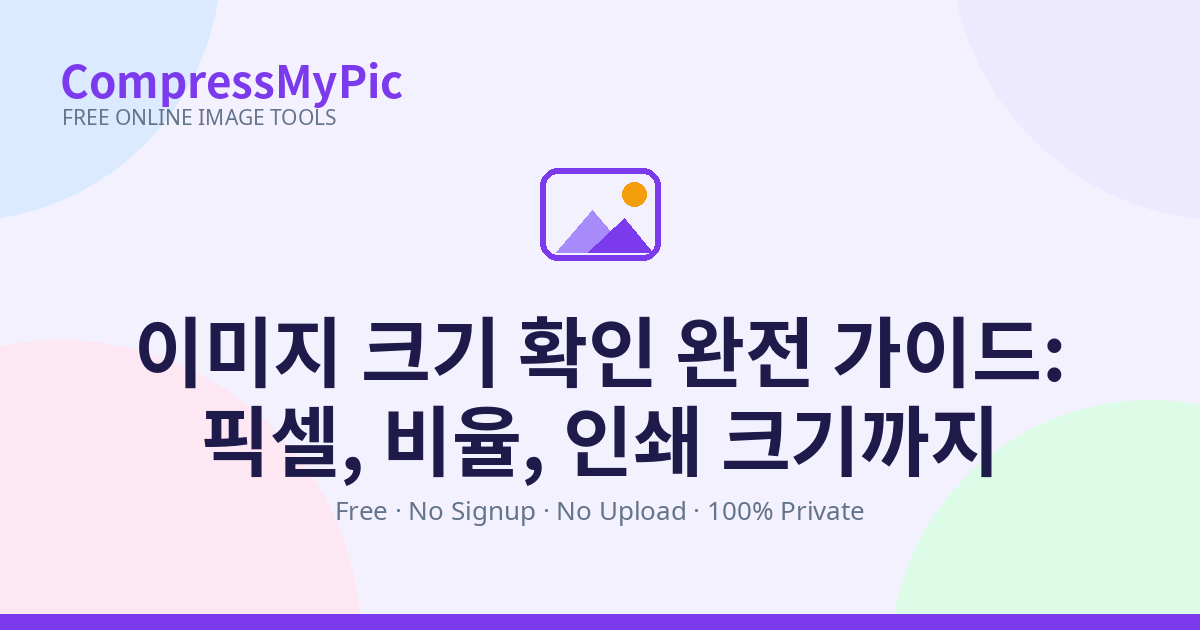 CompressMyPic
FREE ONLINE IMAGE TOOLS
이미지 크기 확인 완전 가이드:
픽셀, 비율, 인쇄 크기까지
Free · No Signup · No Upload · 100% Private